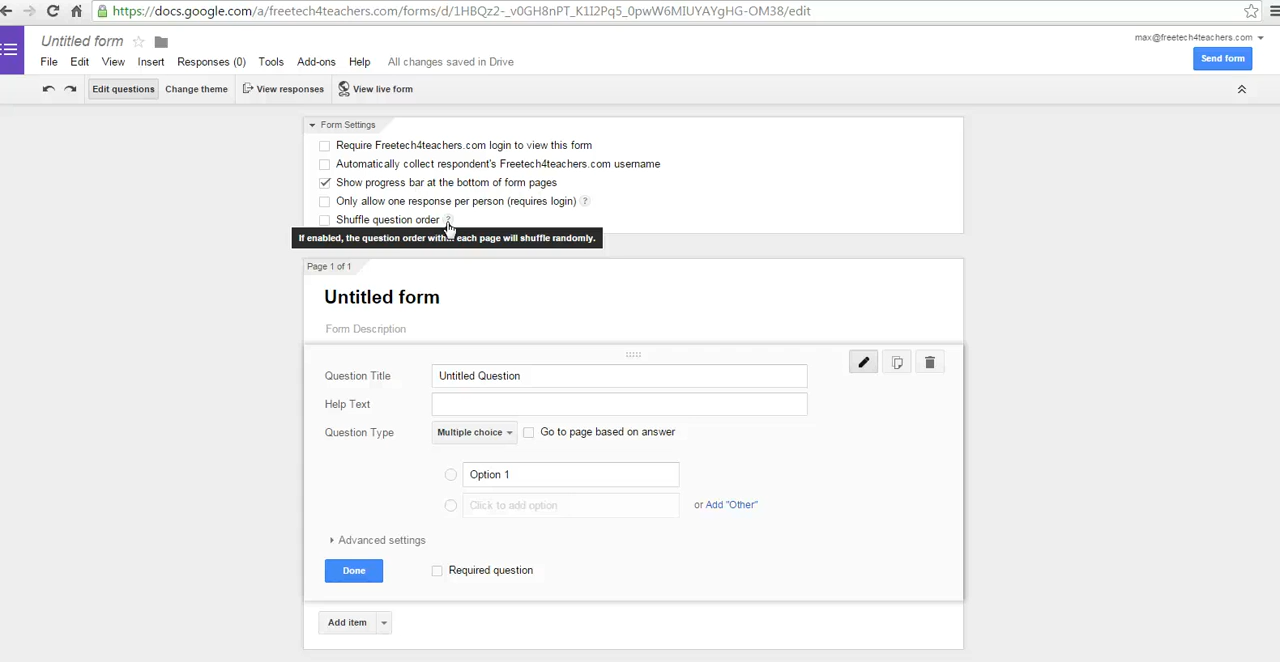 https://docs.google.com/a/freetech4teachers.com/forms/d/1HBQz2-_v0GH8nPT_K1I2Pq5_0pwW6MIUYAYgHG-OM38/edit
Untitled form
max@freetech4teachers.com
File Edit View Insert Responses (0) Tools Add-ons Help All changes saved in Drive
Send form
Edit questions Change theme View responses View live form
Form Settings
Require Freetech4teachers.com login to view this form
Automatically collect respondent's Freetech4teachers.com username
Show progress bar at the bottom of form pages
Only allow one response per person (requires login) ?
Shuffle question order ?
If enabled, the question order each page will shuffle randomly.
Page 1 of 1
Untitled form
Form Description
Question Title Untitled Question
Help Text
Question Type Multiple choice Go to page based on answer
Option 1
Click to add option or Add "Other"
Advanced settings
Done Required question
Add item